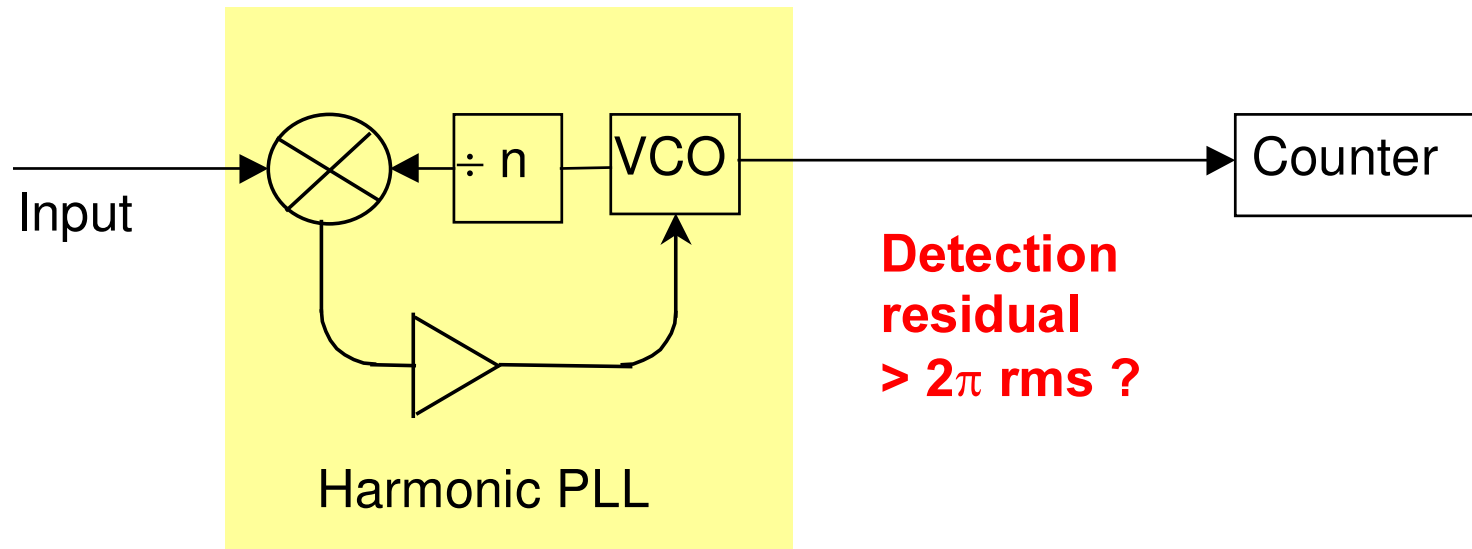 Input
÷ n
VCO
Counter
Detection
residual
> 2π rms ?
Harmonic PLL